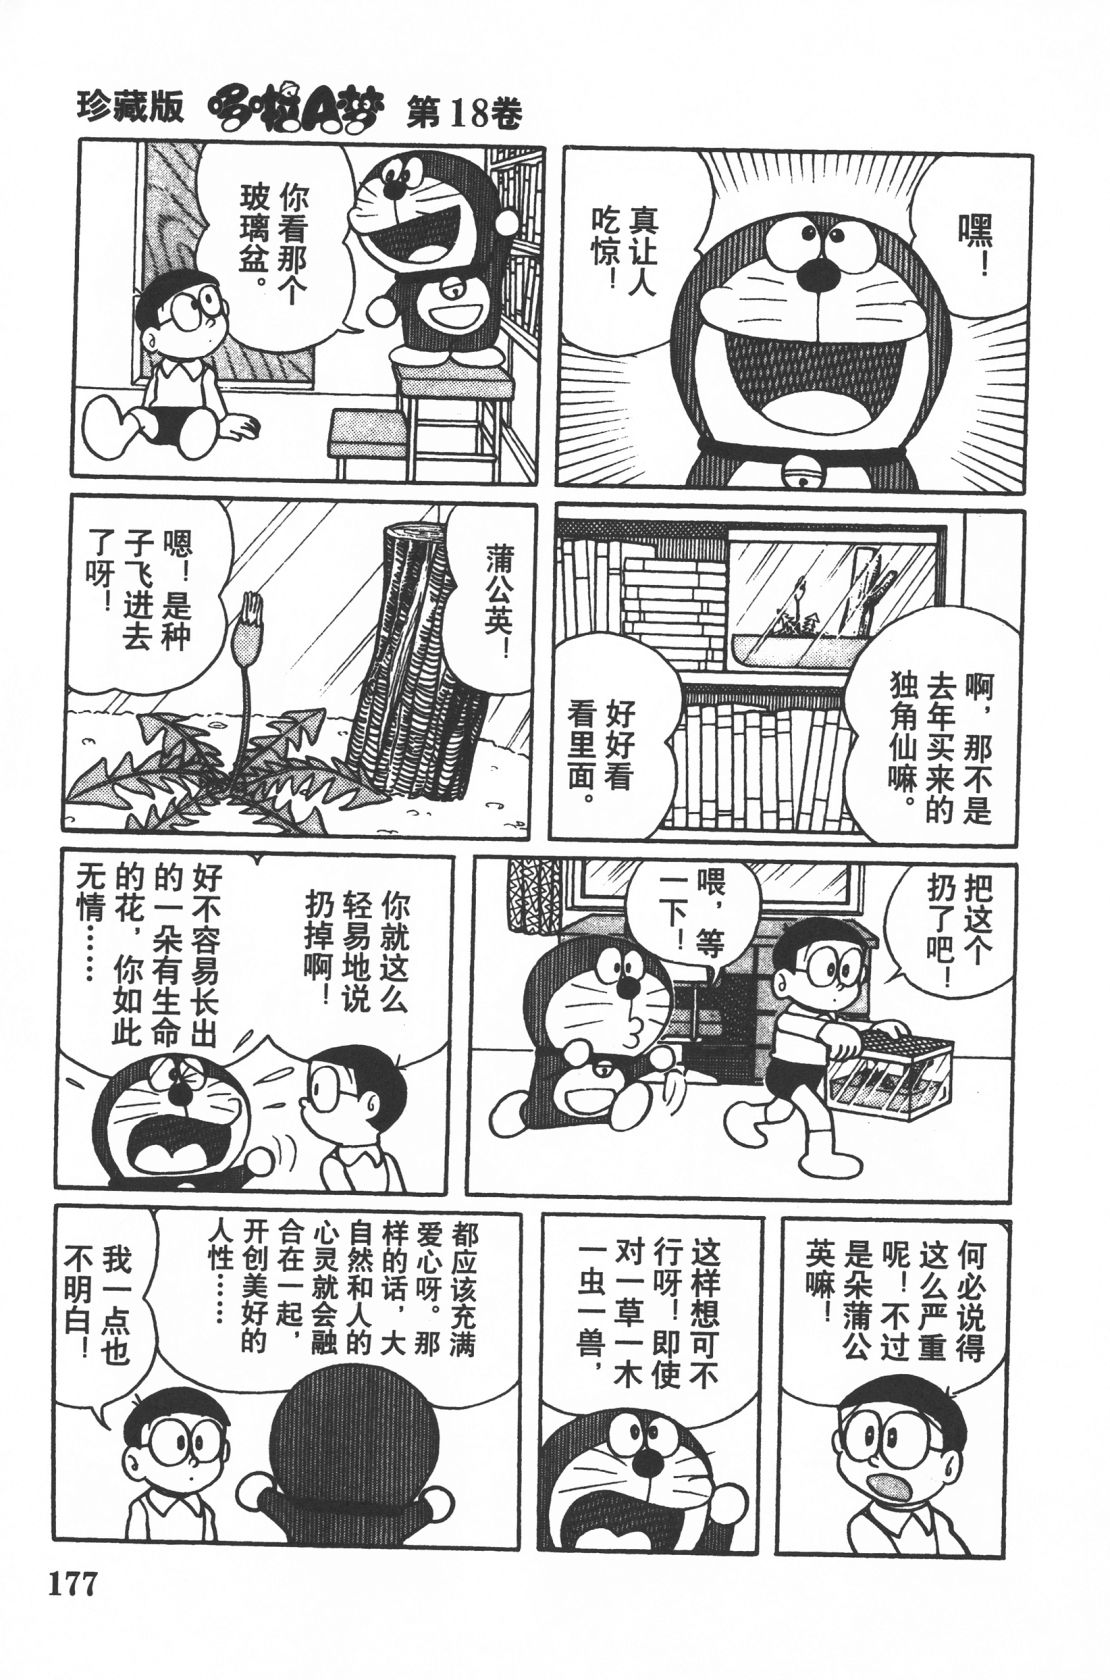 珍藏版 哆啦A梦 第18卷
嘿！
真让人
吃惊！
你看那个
玻璃盆。
啊，那不是
去年买来的
独角仙嘛。
好好看
看里面。
蒲公英！
嗯！是种
子飞进去
了呀！
把这个
扔了吧！
喂，等
一下！
你就这么
轻易地说
扔掉啊！
好不容易长出
的一朵有生命
的花，你如此
无情……
何必说得
这么严重
呢！不过
是朵蒲公
英嘛！
这样想可不
行呀！即使
对一草一木
一虫一兽，
都应该充满
爱心呀。那
样的话，大
自然和人的
心灵就会融
合在一起，
开创美好的
人性……
我一点也
不明白！
177